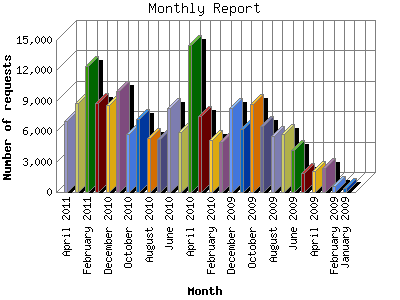 Monthly Report
Number of requests
15,000
12,000
9,000
6,000
3,000
0
April 2011
February 2011
December 2010
October 2010
August 2010
June 2010
April 2010
February 2010
December 2009
October 2009
August 2009
June 2009
April 2009
February 2009
January 2009
Month